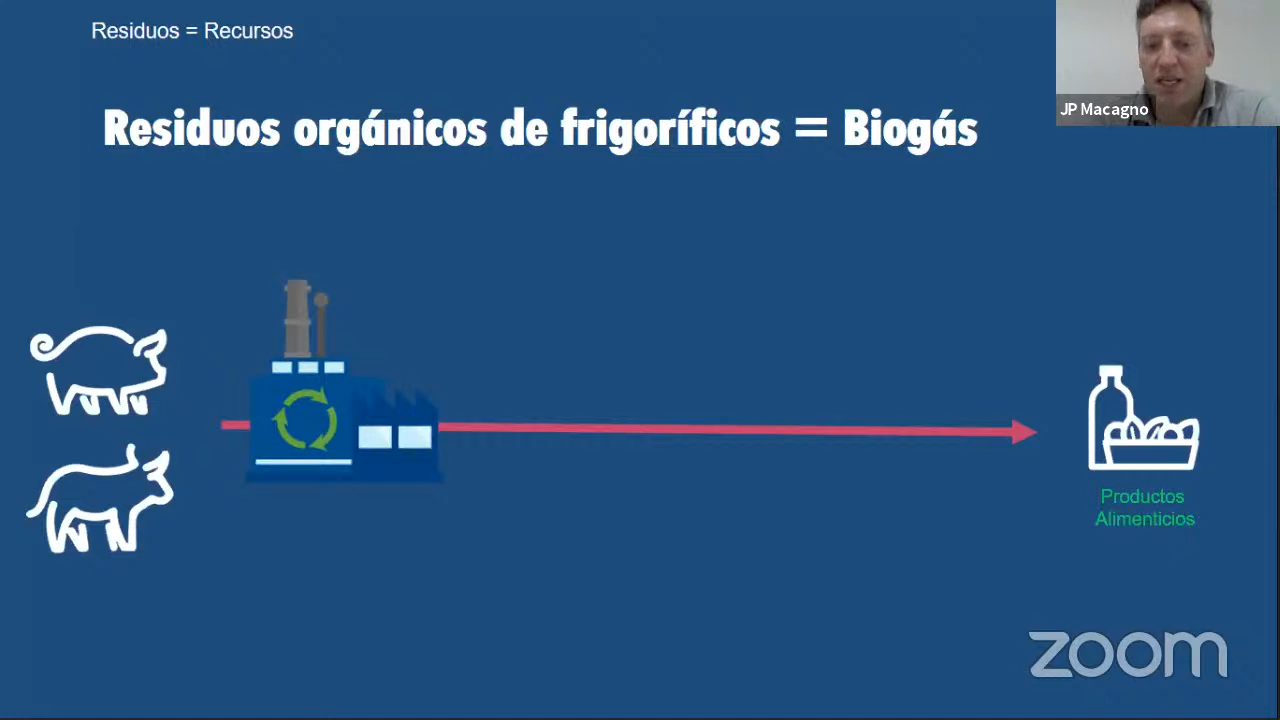 Residuos = Recursos
JP Macagno
Residuos orgánicos de frigoríficos = Biogás
Productos
Alimenticios
zoom